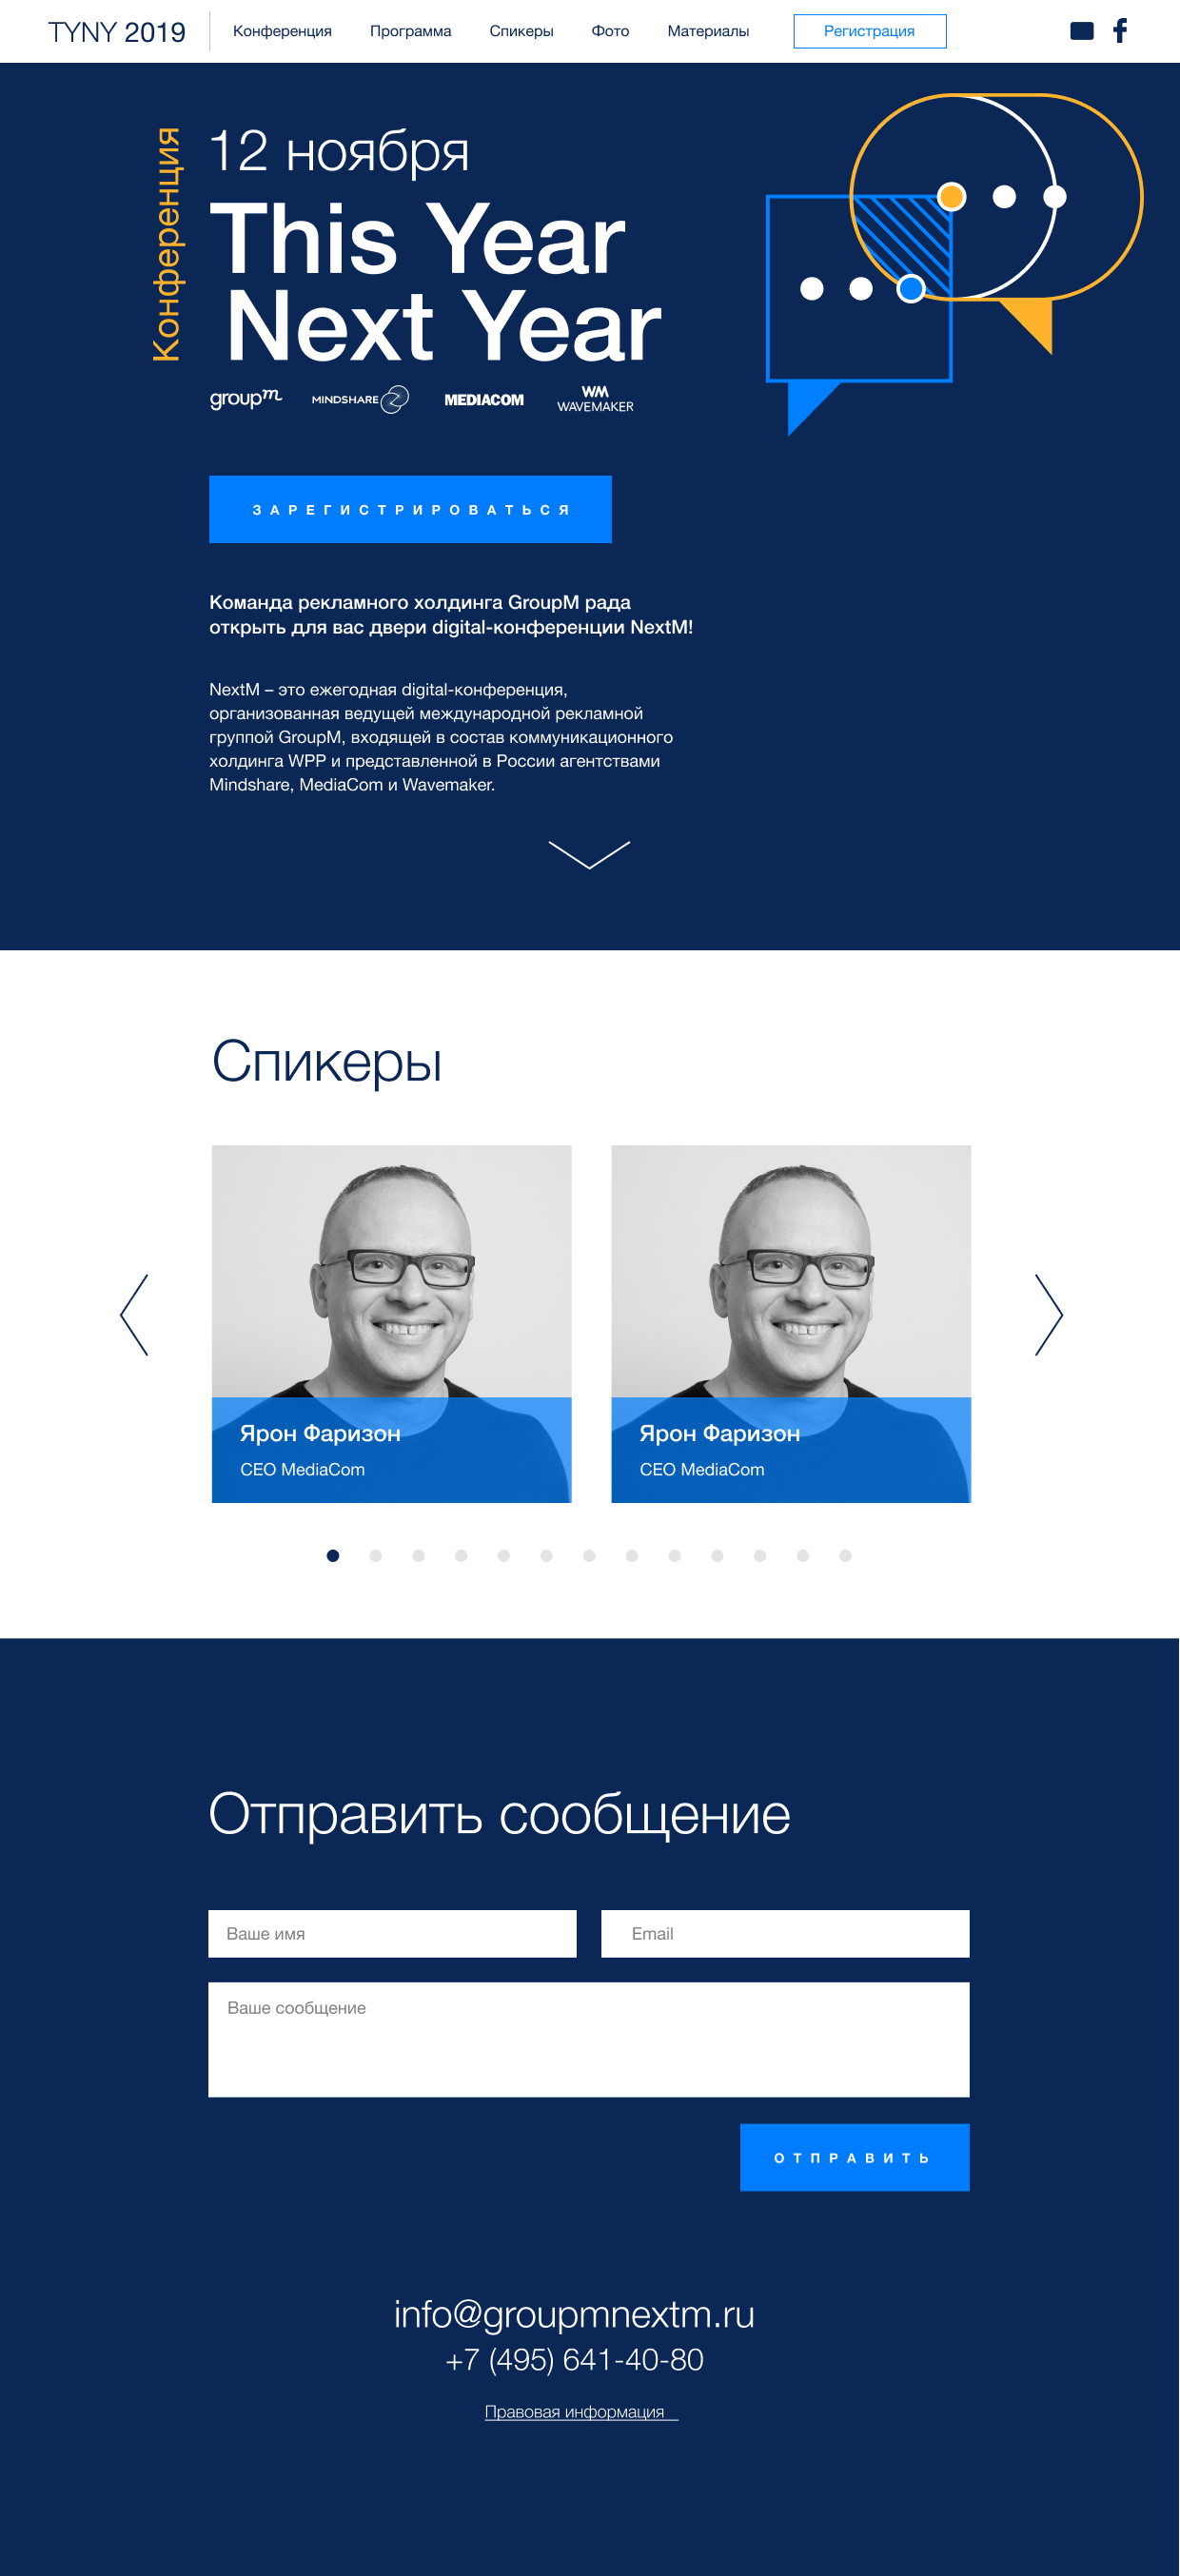 TYNY 2019
Конференция
Программа
Спикеры
Фото
Материалы
Регистрация
Конференция
12 ноября
This Year
Next Year
groupm
MINDSHARE
MEDIACOM
WM
WAVEMAKER
ЗАРЕГИСТРИРОВАТЬСЯ
Команда рекламного холдинга GroupM рада
открыть для вас двери digital-конференции NextM!
NextM – это ежегодная digital-конференция,
организованная ведущей международной рекламной
группой GroupM, входящей в состав коммуникационного
холдинга WPP и представленной в России агентствами
Mindshare, MediaCom и Wavemaker.
Спикеры
Ярон Фаризон
CEO MediaCom
Ярон Фаризон
CEO MediaCom
Отправить сообщение
Ваше имя
Email
Ваше сообщение
ОТПРАВИТЬ
info@groupmnextm.ru
+7 (495) 641-40-80
Правовая информация